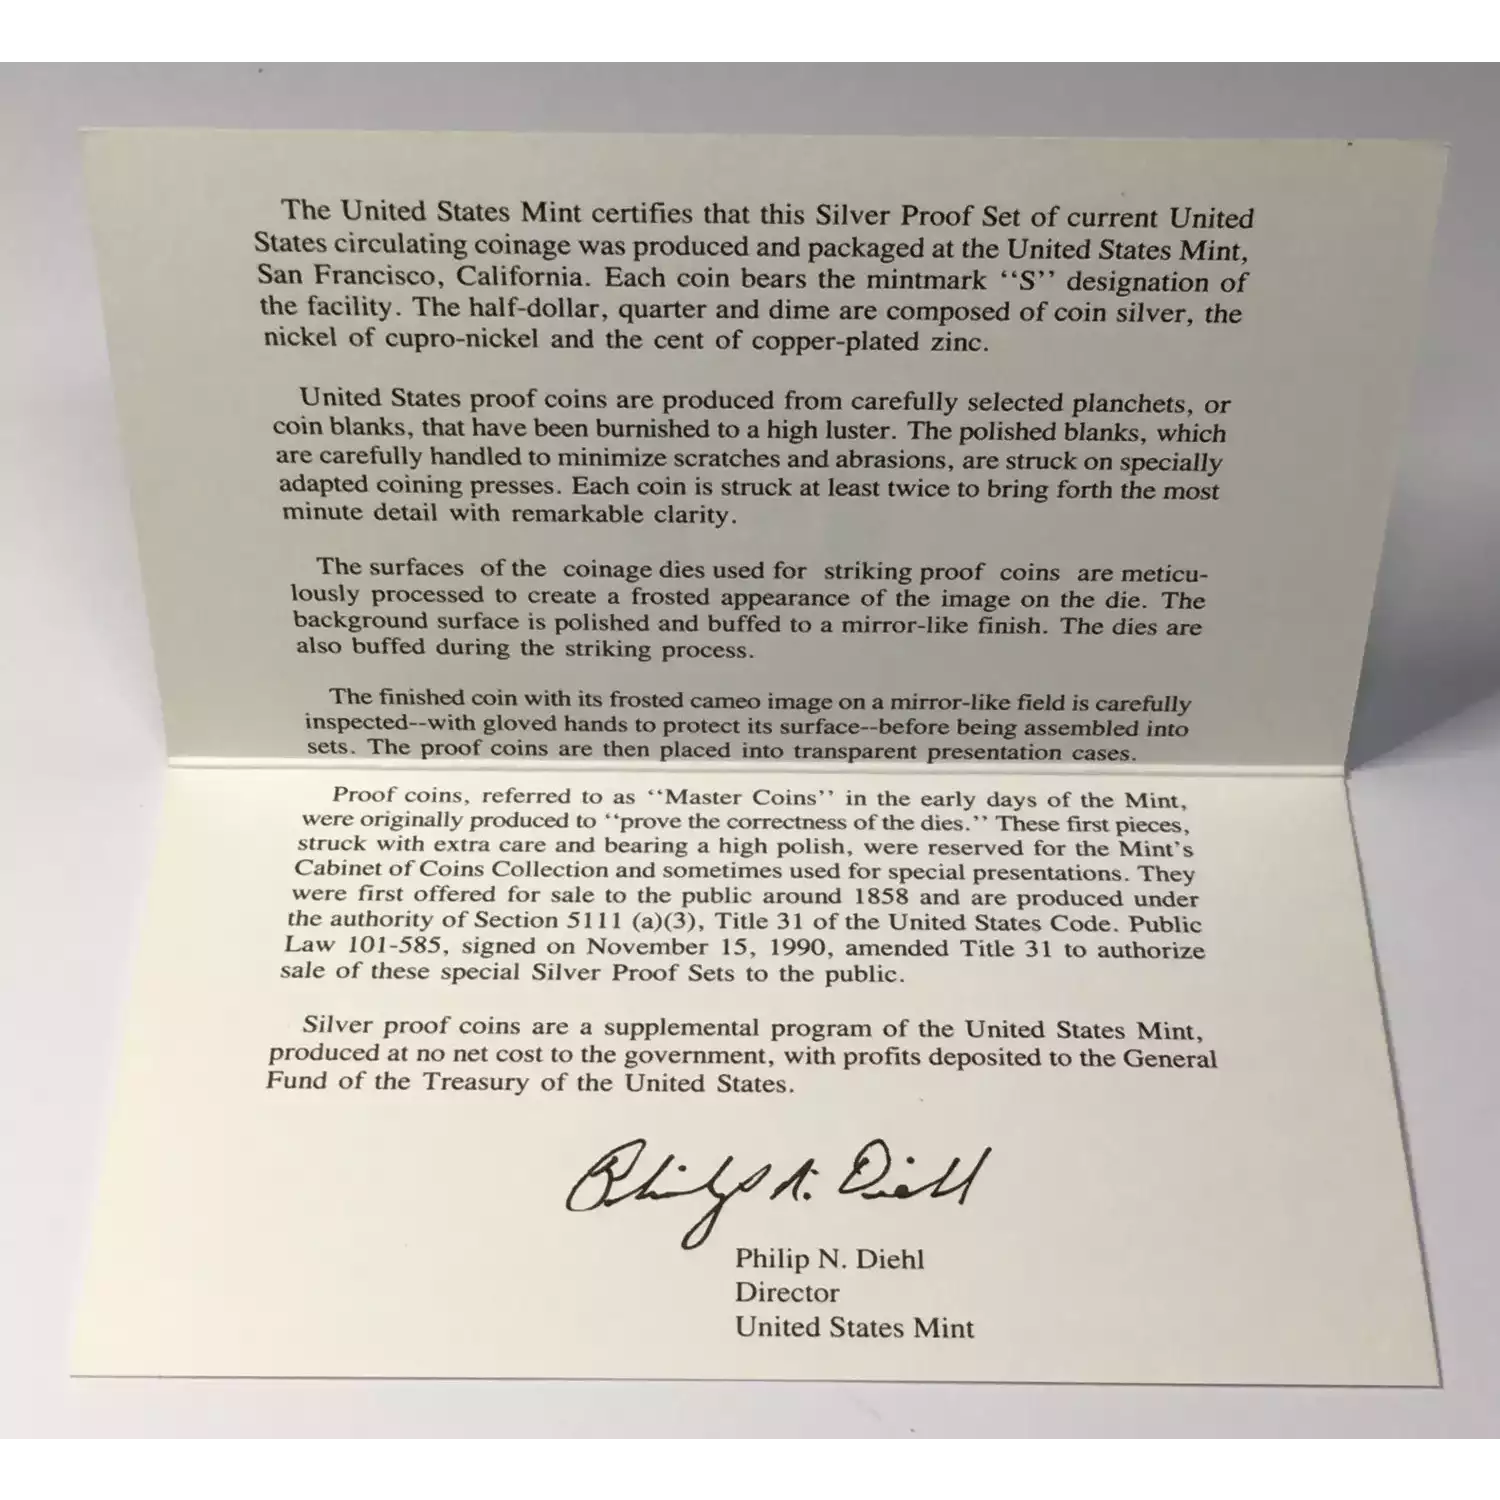 The United States Mint certifies that this Silver Proof Set of current United
States circulating coinage was produced and packaged at the United States Mint,
San Francisco, California. Each coin bears the mintmark ‘‘S’’ designation of
the facility. The half-dollar, quarter and dime are composed of coin silver, the
nickel of cupro-nickel and the cent of copper-plated zinc.
United States proof coins are produced from carefully selected planchets, or
coin blanks, that have been burnished to a high luster. The polished blanks, which
are carefully handled to minimize scratches and abrasions, are struck on specially
adapted coining presses. Each coin is struck at least twice to bring forth the most
minute detail with remarkable clarity.
The surfaces of the coinage dies used for striking proof coins are meticu-
lously processed to create a frosted appearance of the image on the die. The
background surface is polished and buffed to a mirror-like finish. The dies are
also buffed during the striking process.
The finished coin with its frosted cameo image on a mirror-like field is carefully
inspected--with gloved hands to protect its surface--before being assembled into
sets. The proof coins are then placed into transparent presentation cases.
Proof coins, referred to as ‘‘Master Coins’’ in the early days of the Mint,
were originally produced to ‘‘prove the correctness of the dies.’’ These first pieces,
struck with extra care and bearing a high polish, were reserved for the Mint's
Cabinet of Coins Collection and sometimes used for special presentations. They
were first offered for sale to the public around 1858 and are produced under
the authority of Section 5111 (a)(3), Title 31 of the United States Code. Public
Law 101-585, signed on November 15, 1990, amended Title 31 to authorize
sale of these special Silver Proof Sets to the public.
Silver proof coins are a supplemental program of the United States Mint,
produced at no net cost to the government, with profits deposited to the General
Fund of the Treasury of the United States.
Philip N. Diehl
Philip N. Diehl
Director
United States Mint